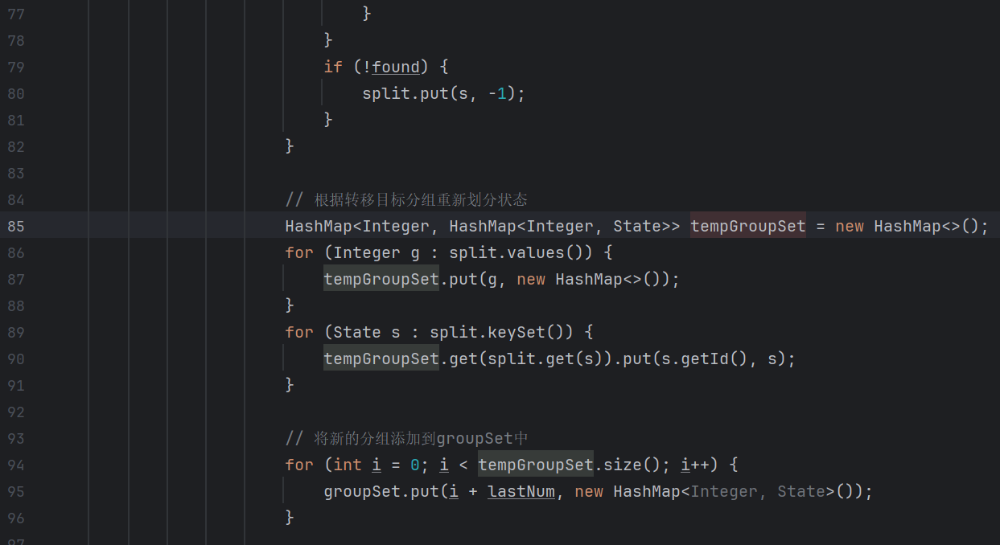 77 }
78 }
79 if (!found) {
80 split.put(s, -1);
81 }
82 }
83
84 // 根据转移目标分组重新划分状态
85 HashMap<Integer, HashMap<Integer, State>> tempGroupSet = new HashMap<>();
86 for (Integer g : split.values()) {
87 tempGroupSet.put(g, new HashMap<>());
88 }
89 for (State s : split.keySet()) {
90 tempGroupSet.get(split.get(s)).put(s.getId(), s);
91 }
92
93 // 将新的分组添加到groupSet中
94 for (int i = 0; i < tempGroupSet.size(); i++) {
95 groupSet.put(i + lastNum, new HashMap<Integer, State>());
96 }
97